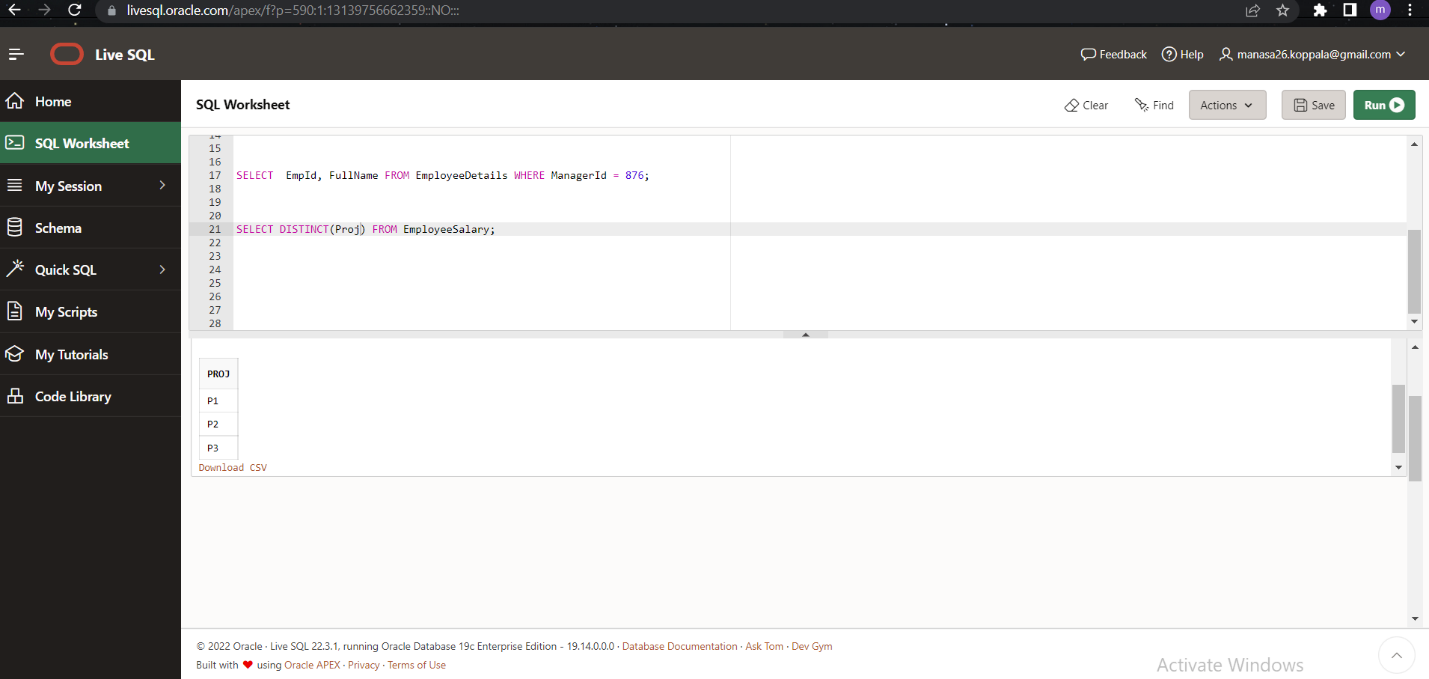 livesql.oracle.com/apex/f?p=590:1:13139756662359::NO:::
m
Live SQL
Feedback
Help
manasa26.koppala@gmail.com
Home
SQL Worksheet
My Session
Schema
Quick SQL
My Scripts
My Tutorials
Code Library
SQL Worksheet
Clear
Find
Actions
Save
Run
14
15
16
17 SELECT EmpId, FullName FROM EmployeeDetails WHERE ManagerId = 876;
18
19
20
21 SELECT DISTINCT(Proj) FROM EmployeeSalary;
22
23
24
25
26
27
28
PROJ
P1
P2
P3
Download CSV
© 2022 Oracle · Live SQL 22.3.1, running Oracle Database 19c Enterprise Edition - 19.14.0.0.0 · Database Documentation · Ask Tom · Dev Gym
Built with ❤ using Oracle APEX · Privacy · Terms of Use
Activate Windows